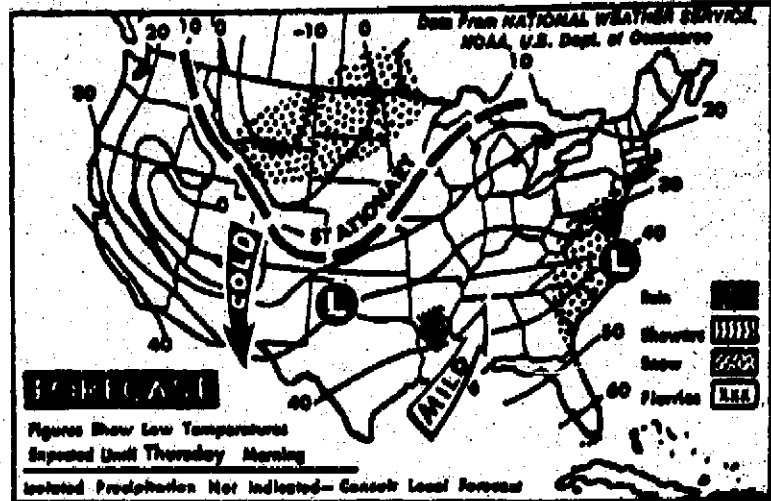 Data From NATIONAL WEATHER SERVICE,
NOAA, U.S. Dept. of Commerce
20 10 0 -10 0
10
30
20
0
30
STATIONARY
COLD
L
40
L
Rain
Showers
Snow
Flurries
40
50
40
MILD
60
FORECAST
Figures Show Low Temperatures
Expected Until Thursday Morning
Isolated Precipitation Not Indicated— Consult Local Forecast